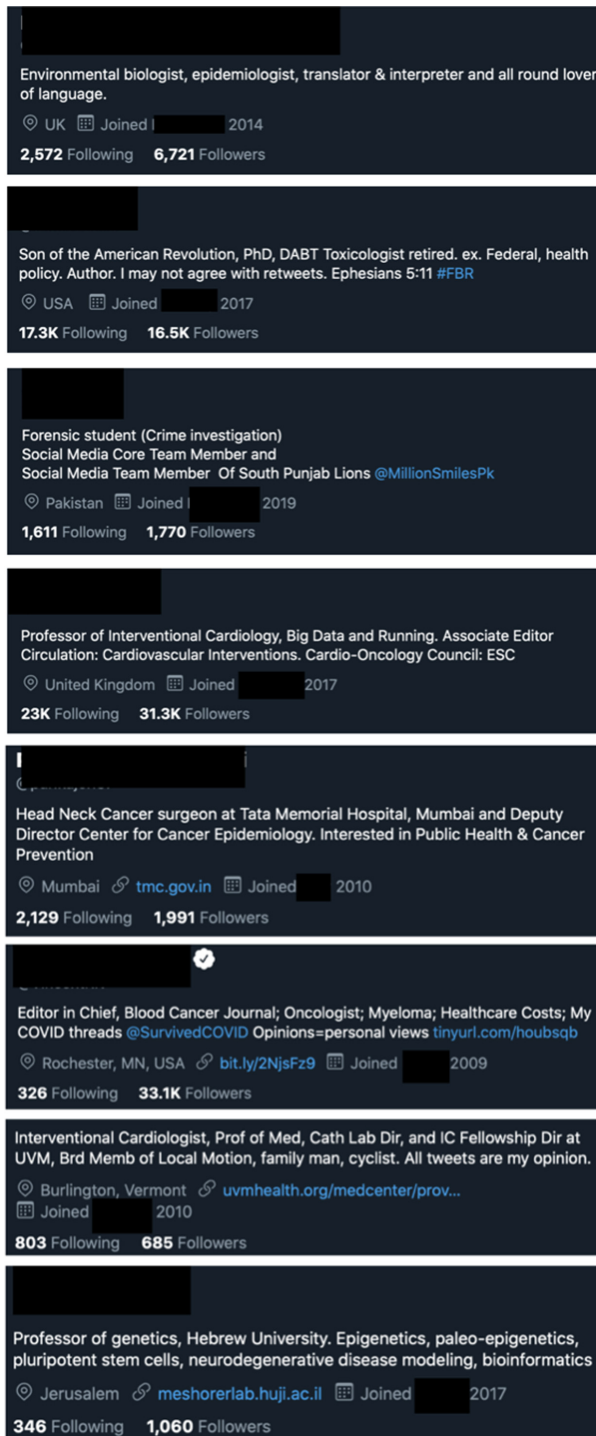 Environmental biologist, epidemiologist, translator & interpreter and all round lover
of language.
UK Joined 2014
2,572 Following 6,721 Followers
Son of the American Revolution, PhD, DABT Toxicologist retired. ex. Federal, health
policy. Author. I may not agree with retweets. Ephesians 5:11 #FBR
USA Joined 2017
17.3K Following 16.5K Followers
Forensic student (Crime investigation)
Social Media Core Team Member and
Social Media Team Member Of South Punjab Lions @MillionSmilesPk
Pakistan Joined 2019
1,611 Following 1,770 Followers
Professor of Interventional Cardiology, Big Data and Running. Associate Editor
Circulation: Cardiovascular Interventions. Cardio-Oncology Council: ESC
United Kingdom Joined 2017
23K Following 31.3K Followers
Head Neck Cancer surgeon at Tata Memorial Hospital, Mumbai and Deputy
Director Center for Cancer Epidemiology. Interested in Public Health & Cancer
Prevention
Mumbai tmc.gov.in Joined 2010
2,129 Following 1,991 Followers
Editor in Chief, Blood Cancer Journal; Oncologist; Myeloma; Healthcare Costs; My
COVID threads @SurvivedCOVID Opinions=personal views tinyurl.com/houbsqb
Rochester, MN, USA bit.ly/2NjsFz9 Joined 2009
326 Following 33.1K Followers
Interventional Cardiologist, Prof of Med, Cath Lab Dir, and IC Fellowship Dir at
UVM, Brd Memb of Local Motion, family man, cyclist. All tweets are my opinion.
Burlington, Vermont uvmhealth.org/medcenter/prov...
Joined 2010
803 Following 685 Followers
Professor of genetics, Hebrew University. Epigenetics, paleo-epigenetics,
pluripotent stem cells, neurodegenerative disease modeling, bioinformatics
Jerusalem meshorerlab.huji.ac.il Joined 2017
346 Following 1,060 Followers